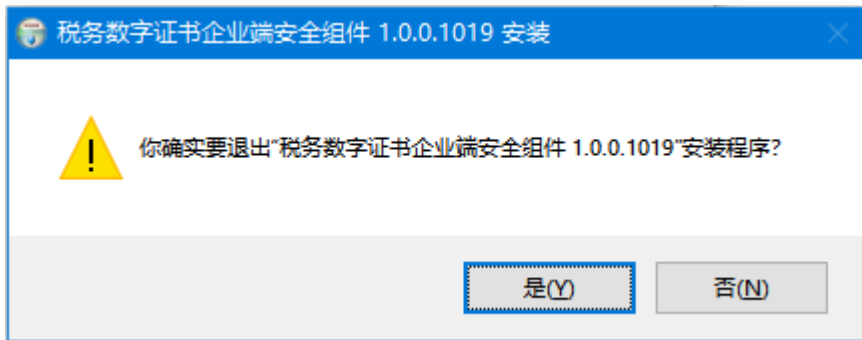 税务数字证书企业端安全组件 1.0.0.1019 安装
你确实要退出“税务数字证书企业端安全组件 1.0.0.1019”安装程序?
是(Y)
否(N)